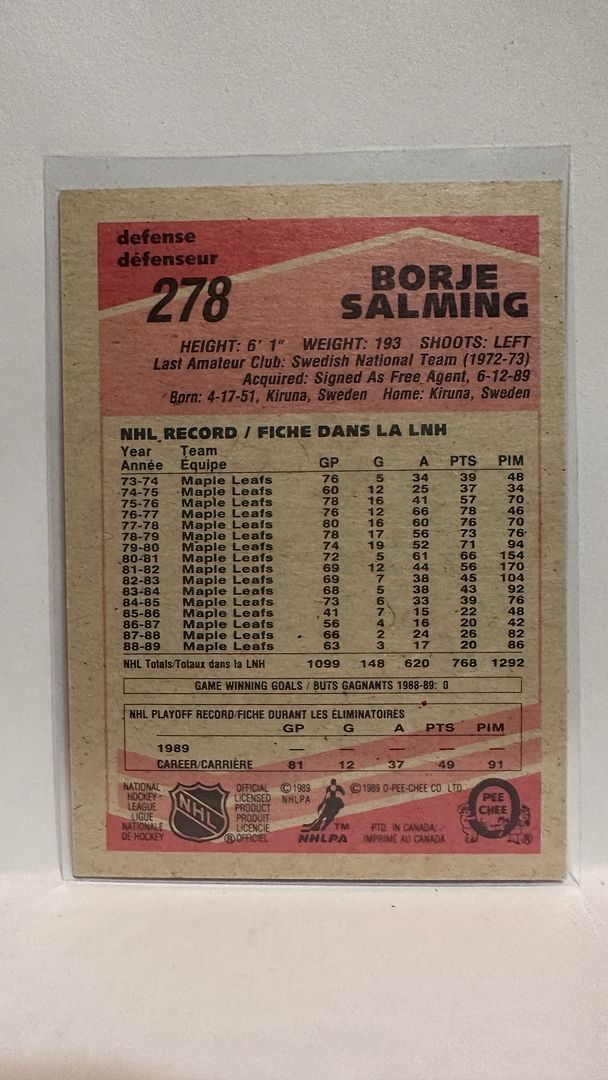 defense
défenseur
278
BORJE
SALMING
HEIGHT: 6' 1" WEIGHT: 193 SHOOTS: LEFT
Last Amateur Club: Swedish National Team (1972-73)
Acquired: Signed As Free Agent, 6-12-89
Born: 4-17-51, Kiruna, Sweden Home: Kiruna, Sweden
NHL RECORD / FICHE DANS LA LNH
Year Team
Année Équipe GP G A PTS PIM
73-74 Maple Leafs 76 5 34 39 48
74-75 Maple Leafs 60 12 25 37 34
75-76 Maple Leafs 78 16 41 57 70
76-77 Maple Leafs 76 12 66 78 46
77-78 Maple Leafs 80 16 60 76 70
78-79 Maple Leafs 78 17 56 73 76
79-80 Maple Leafs 74 19 52 71 94
80-81 Maple Leafs 72 5 61 66 154
81-82 Maple Leafs 69 12 44 56 170
82-83 Maple Leafs 69 7 38 45 104
83-84 Maple Leafs 68 5 38 43 92
84-85 Maple Leafs 73 6 33 39 76
85-86 Maple Leafs 41 7 15 22 48
86-87 Maple Leafs 56 4 16 20 42
87-88 Maple Leafs 66 2 24 26 82
88-89 Maple Leafs 63 3 17 20 86
NHL Totals/Totaux dans la LNH 1099 148 620 768 1292
GAME WINNING GOALS / BUTS GAGNANTS 1988-89: 0
NHL PLAYOFF RECORD/FICHE DURANT LES ÉLIMINATOIRES
GP G A PTS PIM
1989 — — — — —
CAREER/CARRIÈRE 81 12 37 49 91
NATIONAL
HOCKEY
LEAGUE
LIGUE
NATIONALE
DE HOCKEY
NHL
®
OFFICIAL
LICENSED
PRODUCT
PRODUIT
LICENCIÉ
OFFICIEL
© 1989
NHLPA
TM
NHLPA
© 1989 O-PEE-CHEE CO. LTD.
PTD. IN CANADA
IMPRIMÉ AU CANADA
O
PEE
CHEE
®